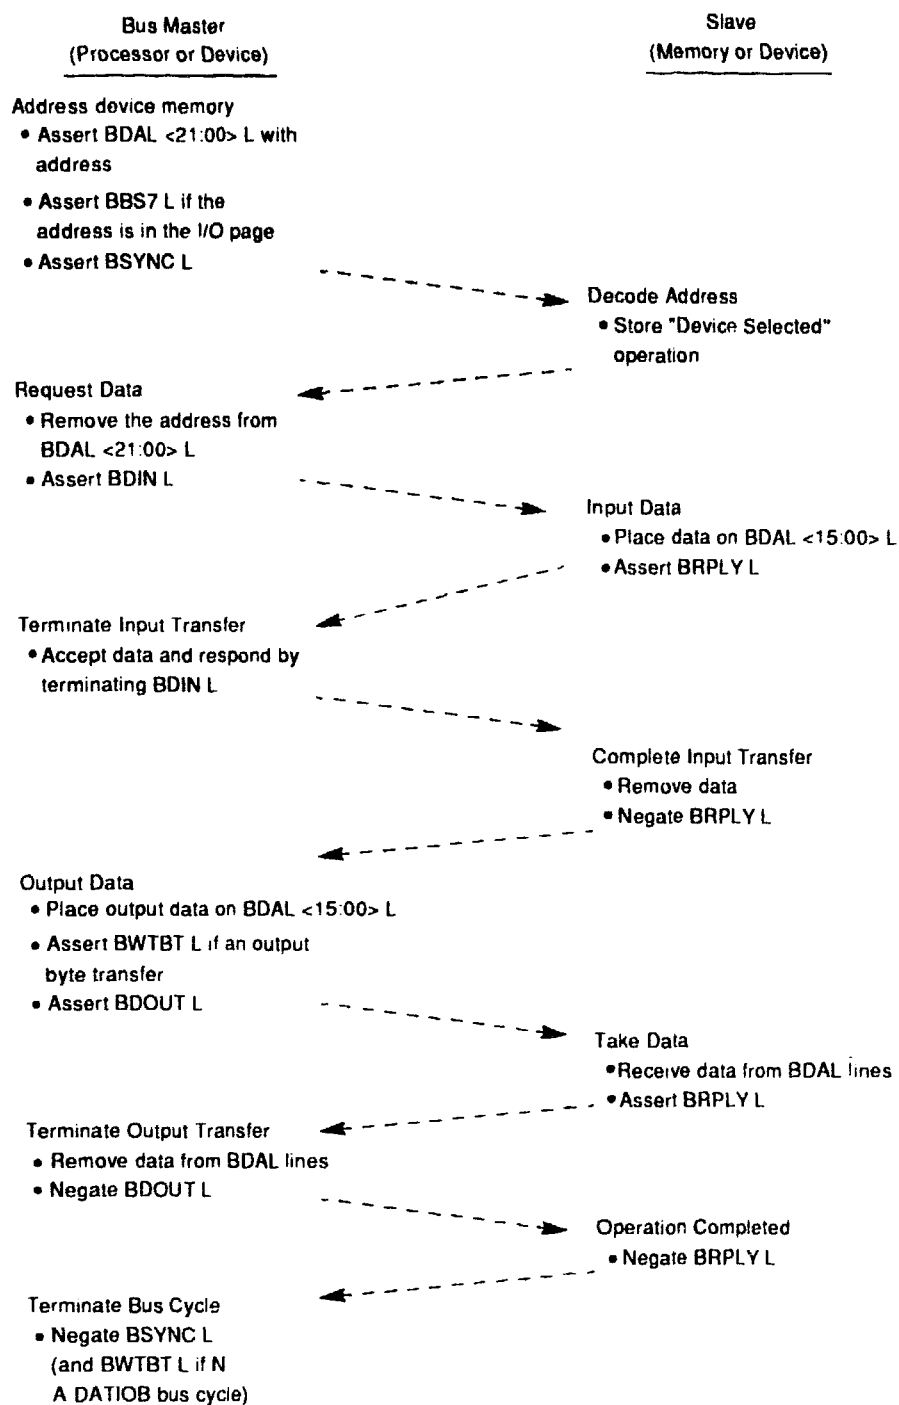 Bus Master
(Processor or Device)
Slave
(Memory or Device)
Address device memory
• Assert BDAL <21:00> L with
address
• Assert BBS7 L if the
address is in the I/O page
• Assert BSYNC L
Decode Address
• Store "Device Selected"
operation
Request Data
• Remove the address from
BDAL <21:00> L
• Assert BDIN L
Input Data
• Place data on BDAL <15:00> L
• Assert BRPLY L
Terminate Input Transfer
• Accept data and respond by
terminating BDIN L
Complete Input Transfer
• Remove data
• Negate BRPLY L
Output Data
• Place output data on BDAL <15:00> L
• Assert BWTBT L if an output
byte transfer
• Assert BDOUT L
Take Data
• Receive data from BDAL lines
• Assert BRPLY L
Terminate Output Transfer
• Remove data from BDAL lines
• Negate BDOUT L
Operation Completed
• Negate BRPLY L
Terminate Bus Cycle
• Negate BSYNC L
(and BWTBT L if N
A DATIOB bus cycle)